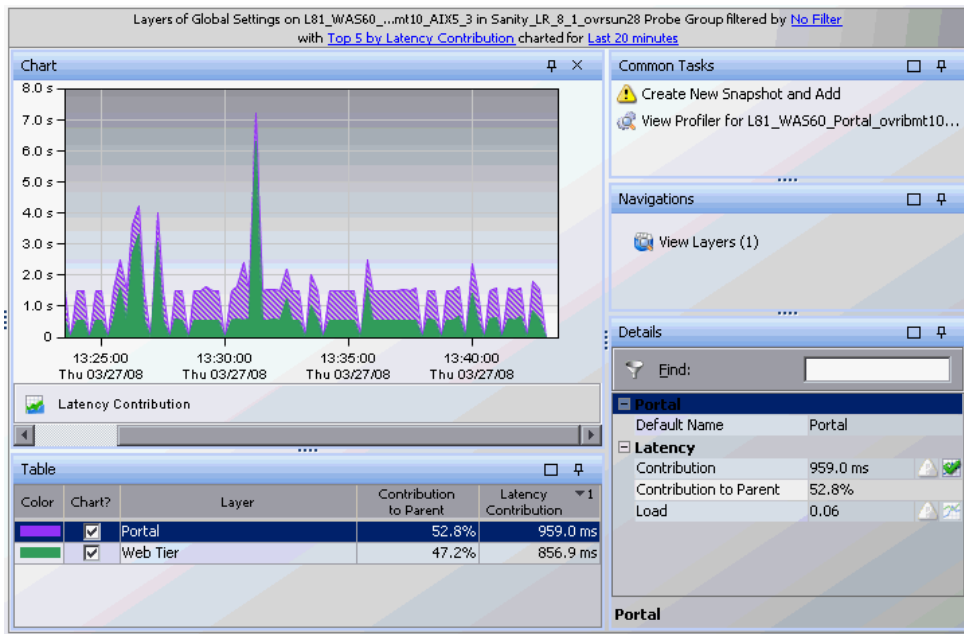 Layers of Global Settings on L81_WAS60_...mt10_AIX5_3 in Sanity_LR_8_1_ovrsun28 Probe Group filtered by No Filter
with Top 5 by Latency Contribution charted for Last 20 minutes
Chart
8.0 s
7.0 s
6.0 s
5.0 s
4.0 s
3.0 s
2.0 s
1.0 s
0
13:25:00 13:30:00 13:35:00 13:40:00
Thu 03/27/08 Thu 03/27/08 Thu 03/27/08 Thu 03/27/08
Latency Contribution
Table
Color Chart? Layer Contribution to Parent Latency Contribution 1
Portal 52.8% 959.0 ms
Web Tier 47.2% 856.9 ms
Common Tasks
Create New Snapshot and Add
View Profiler for L81_WAS60_Portal_ovribmt10...
Navigations
View Layers (1)
Details
Find:
Portal
Default Name Portal
Latency
Contribution 959.0 ms
Contribution to Parent 52.8%
Load 0.06
Portal